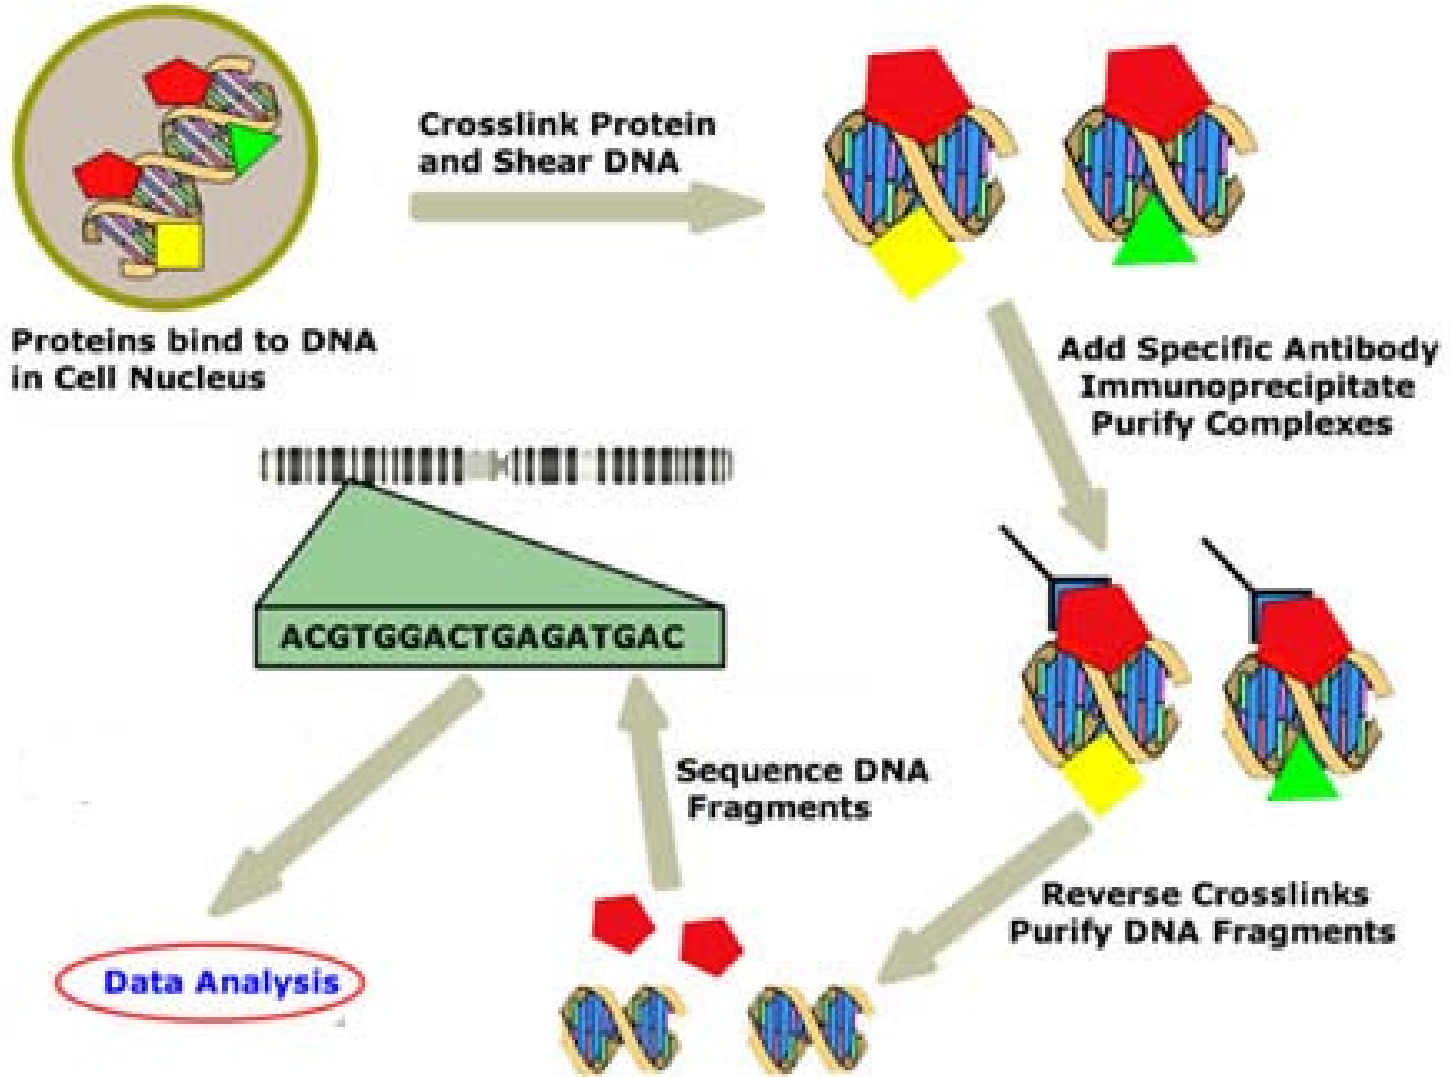 Crosslink Protein
and Shear DNA
Proteins bind to DNA
in Cell Nucleus
Add Specific Antibody
Immunoprecipitate
Purify Complexes
ACGTGGACTGAGATGAC
Sequence DNA
Fragments
Reverse Crosslinks
Purify DNA Fragments
Data Analysis